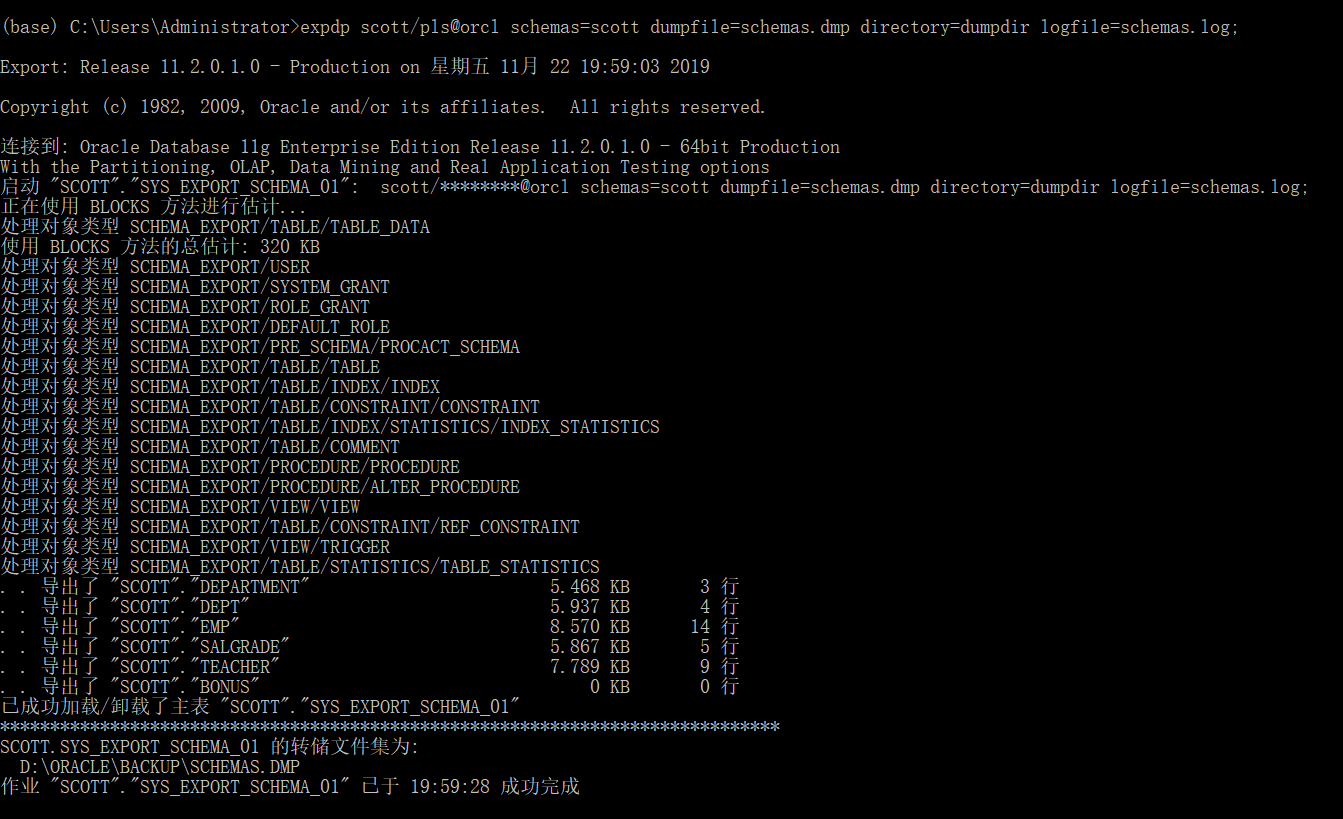 (base) C:\Users\Administrator>expdp scott/pls@orcl schemas=scott dumpfile=schemas.dmp directory=dumpdir logfile=schemas.log;
Export: Release 11.2.0.1.0 - Production on 星期五 11月 22 19:59:03 2019
Copyright (c) 1982, 2009, Oracle and/or its affiliates.  All rights reserved.
连接到: Oracle Database 11g Enterprise Edition Release 11.2.0.1.0 - 64bit Production
With the Partitioning, OLAP, Data Mining and Real Application Testing options
启动 "SCOTT"."SYS_EXPORT_SCHEMA_01":  scott/********@orcl schemas=scott dumpfile=schemas.dmp directory=dumpdir logfile=schemas.log;
正在使用 BLOCKS 方法进行估计...
处理对象类型 SCHEMA_EXPORT/TABLE/TABLE_DATA
使用 BLOCKS 方法的总估计: 320 KB
处理对象类型 SCHEMA_EXPORT/USER
处理对象类型 SCHEMA_EXPORT/SYSTEM_GRANT
处理对象类型 SCHEMA_EXPORT/ROLE_GRANT
处理对象类型 SCHEMA_EXPORT/DEFAULT_ROLE
处理对象类型 SCHEMA_EXPORT/PRE_SCHEMA/PROCACT_SCHEMA
处理对象类型 SCHEMA_EXPORT/TABLE/TABLE
处理对象类型 SCHEMA_EXPORT/TABLE/INDEX/INDEX
处理对象类型 SCHEMA_EXPORT/TABLE/CONSTRAINT/CONSTRAINT
处理对象类型 SCHEMA_EXPORT/TABLE/INDEX/STATISTICS/INDEX_STATISTICS
处理对象类型 SCHEMA_EXPORT/TABLE/COMMENT
处理对象类型 SCHEMA_EXPORT/PROCEDURE/PROCEDURE
处理对象类型 SCHEMA_EXPORT/PROCEDURE/ALTER_PROCEDURE
处理对象类型 SCHEMA_EXPORT/VIEW/VIEW
处理对象类型 SCHEMA_EXPORT/TABLE/CONSTRAINT/REF_CONSTRAINT
处理对象类型 SCHEMA_EXPORT/VIEW/TRIGGER
处理对象类型 SCHEMA_EXPORT/TABLE/STATISTICS/TABLE_STATISTICS
. . 导出了 "SCOTT"."DEPARTMENT"                        5.468 KB       3 行
. . 导出了 "SCOTT"."DEPT"                              5.937 KB       4 行
. . 导出了 "SCOTT"."EMP"                               8.570 KB      14 行
. . 导出了 "SCOTT"."SALGRADE"                          5.867 KB       5 行
. . 导出了 "SCOTT"."TEACHER"                           7.789 KB       9 行
. . 导出了 "SCOTT"."BONUS"                                 0 KB       0 行
已成功加载/卸载了主表 "SCOTT"."SYS_EXPORT_SCHEMA_01"
******************************************************************************
SCOTT.SYS_EXPORT_SCHEMA_01 的转储文件集为:
  D:\ORACLE\BACKUP\SCHEMAS.DMP
作业 "SCOTT"."SYS_EXPORT_SCHEMA_01" 已于 19:59:28 成功完成